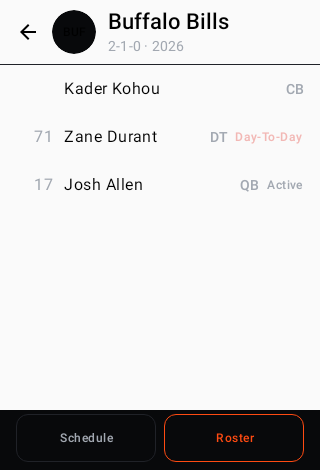 Buffalo Bills
2-1-0 · 2026
Kader Kohou CB
71 Zane Durant DT Day-To-Day
17 Josh Allen QB Active
Schedule Roster